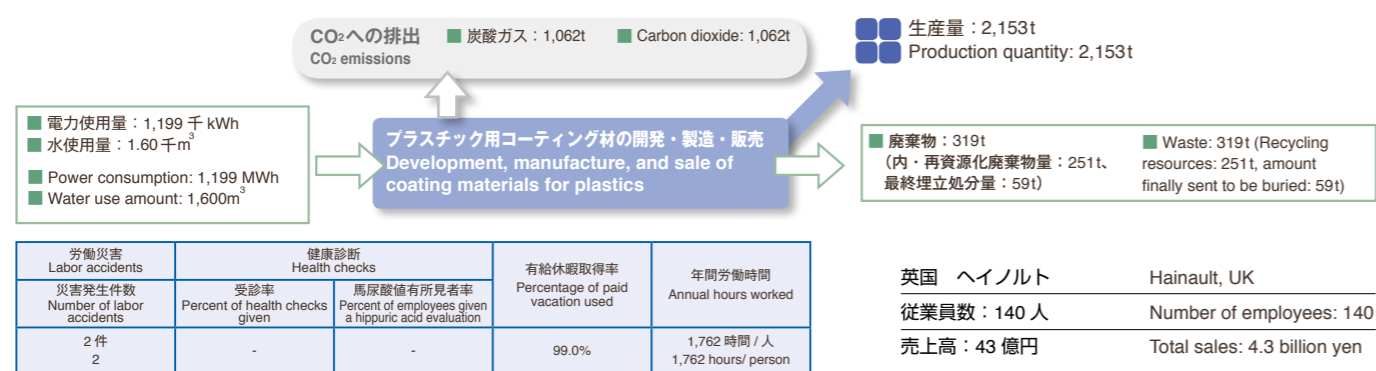 CO₂への排出
CO₂ emissions
■ 炭酸ガス：1,062t
■ Carbon dioxide: 1,062t
生産量：2,153t
Production quantity: 2,153t
■ 電力使用量：1,199 千 kWh
■ 水使用量：1.60 千m³
■ Power consumption: 1,199 MWh
■ Water use amount: 1,600m³
プラスチック用コーティング材の開発・製造・販売
Development, manufacture, and sale of
coating materials for plastics
■ 廃棄物：319t
（内・再資源化廃棄物量：251t、
最終埋立処分量：59t）
■ Waste: 319t (Recycling
resources: 251t, amount
finally sent to be buried: 59t)
労働災害
Labor accidents
健康診断
Health checks
有給休暇取得率
Percentage of paid
vacation used
年間労働時間
Annual hours worked
災害発生件数
Number of labor
accidents
受診率
Percent of health checks
given
馬尿酸値有所見者率
Percent of employees given
a hippuric acid evaluation
2 件
2
-
-
99.0%
1,762 時間 / 人
1,762 hours/ person
英国　ヘイノルト
Hainault, UK
従業員数：140 人
Number of employees: 140
売上高：43 億円
Total sales: 4.3 billion yen